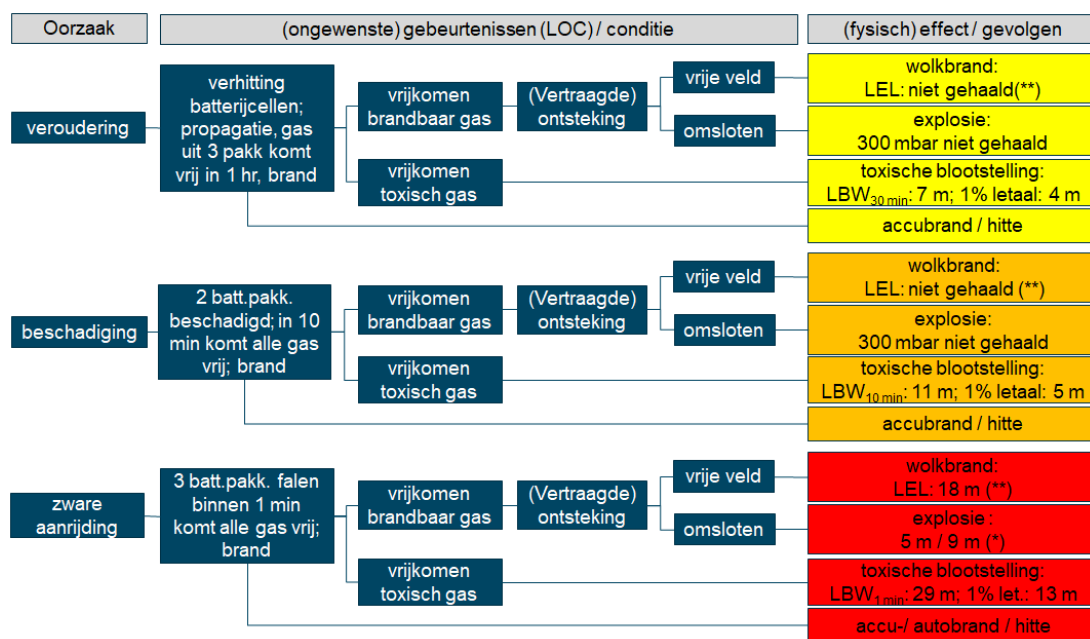 Oorzaak
(ongewenste) gebeurtenissen (LOC) / conditie
(fysisch) effect / gevolgen
veroudering
verhitting
batterijcellen;
propagatie, gas
uit 3 pakk komt
vrij in 1 hr, brand
vrijkomen
brandbaar gas
(Vertraagde)
ontsteking
vrije veld
omsloten
vrijkomen
toxisch gas
wolkbrand:
LEL: niet gehaald(**)
explosie:
300 mbar niet gehaald
toxische blootstelling:
LBW30 min: 7 m; 1% letaal: 4 m
accubrand / hitte
beschadiging
2 batt.pakk.
beschadigd; in 10
min komt alle gas
vrij; brand
vrijkomen
brandbaar gas
(Vertraagde)
ontsteking
vrije veld
omsloten
vrijkomen
toxisch gas
wolkbrand:
LEL: niet gehaald (**)
explosie:
300 mbar niet gehaald
toxische blootstelling:
LBW10 min: 11 m; 1% letaal: 5 m
accubrand / hitte
zware
aanrijding
3 batt.pakk. falen
binnen 1 min
komt alle gas vrij;
brand
vrijkomen
brandbaar gas
(Vertraagde)
ontsteking
vrije veld
omsloten
vrijkomen
toxisch gas
wolkbrand:
LEL: 18 m (**)
explosie:
5 m / 9 m (*)
toxische blootstelling:
LBW1 min: 29 m; 1% let.: 13 m
accu-/ autobrand / hitte